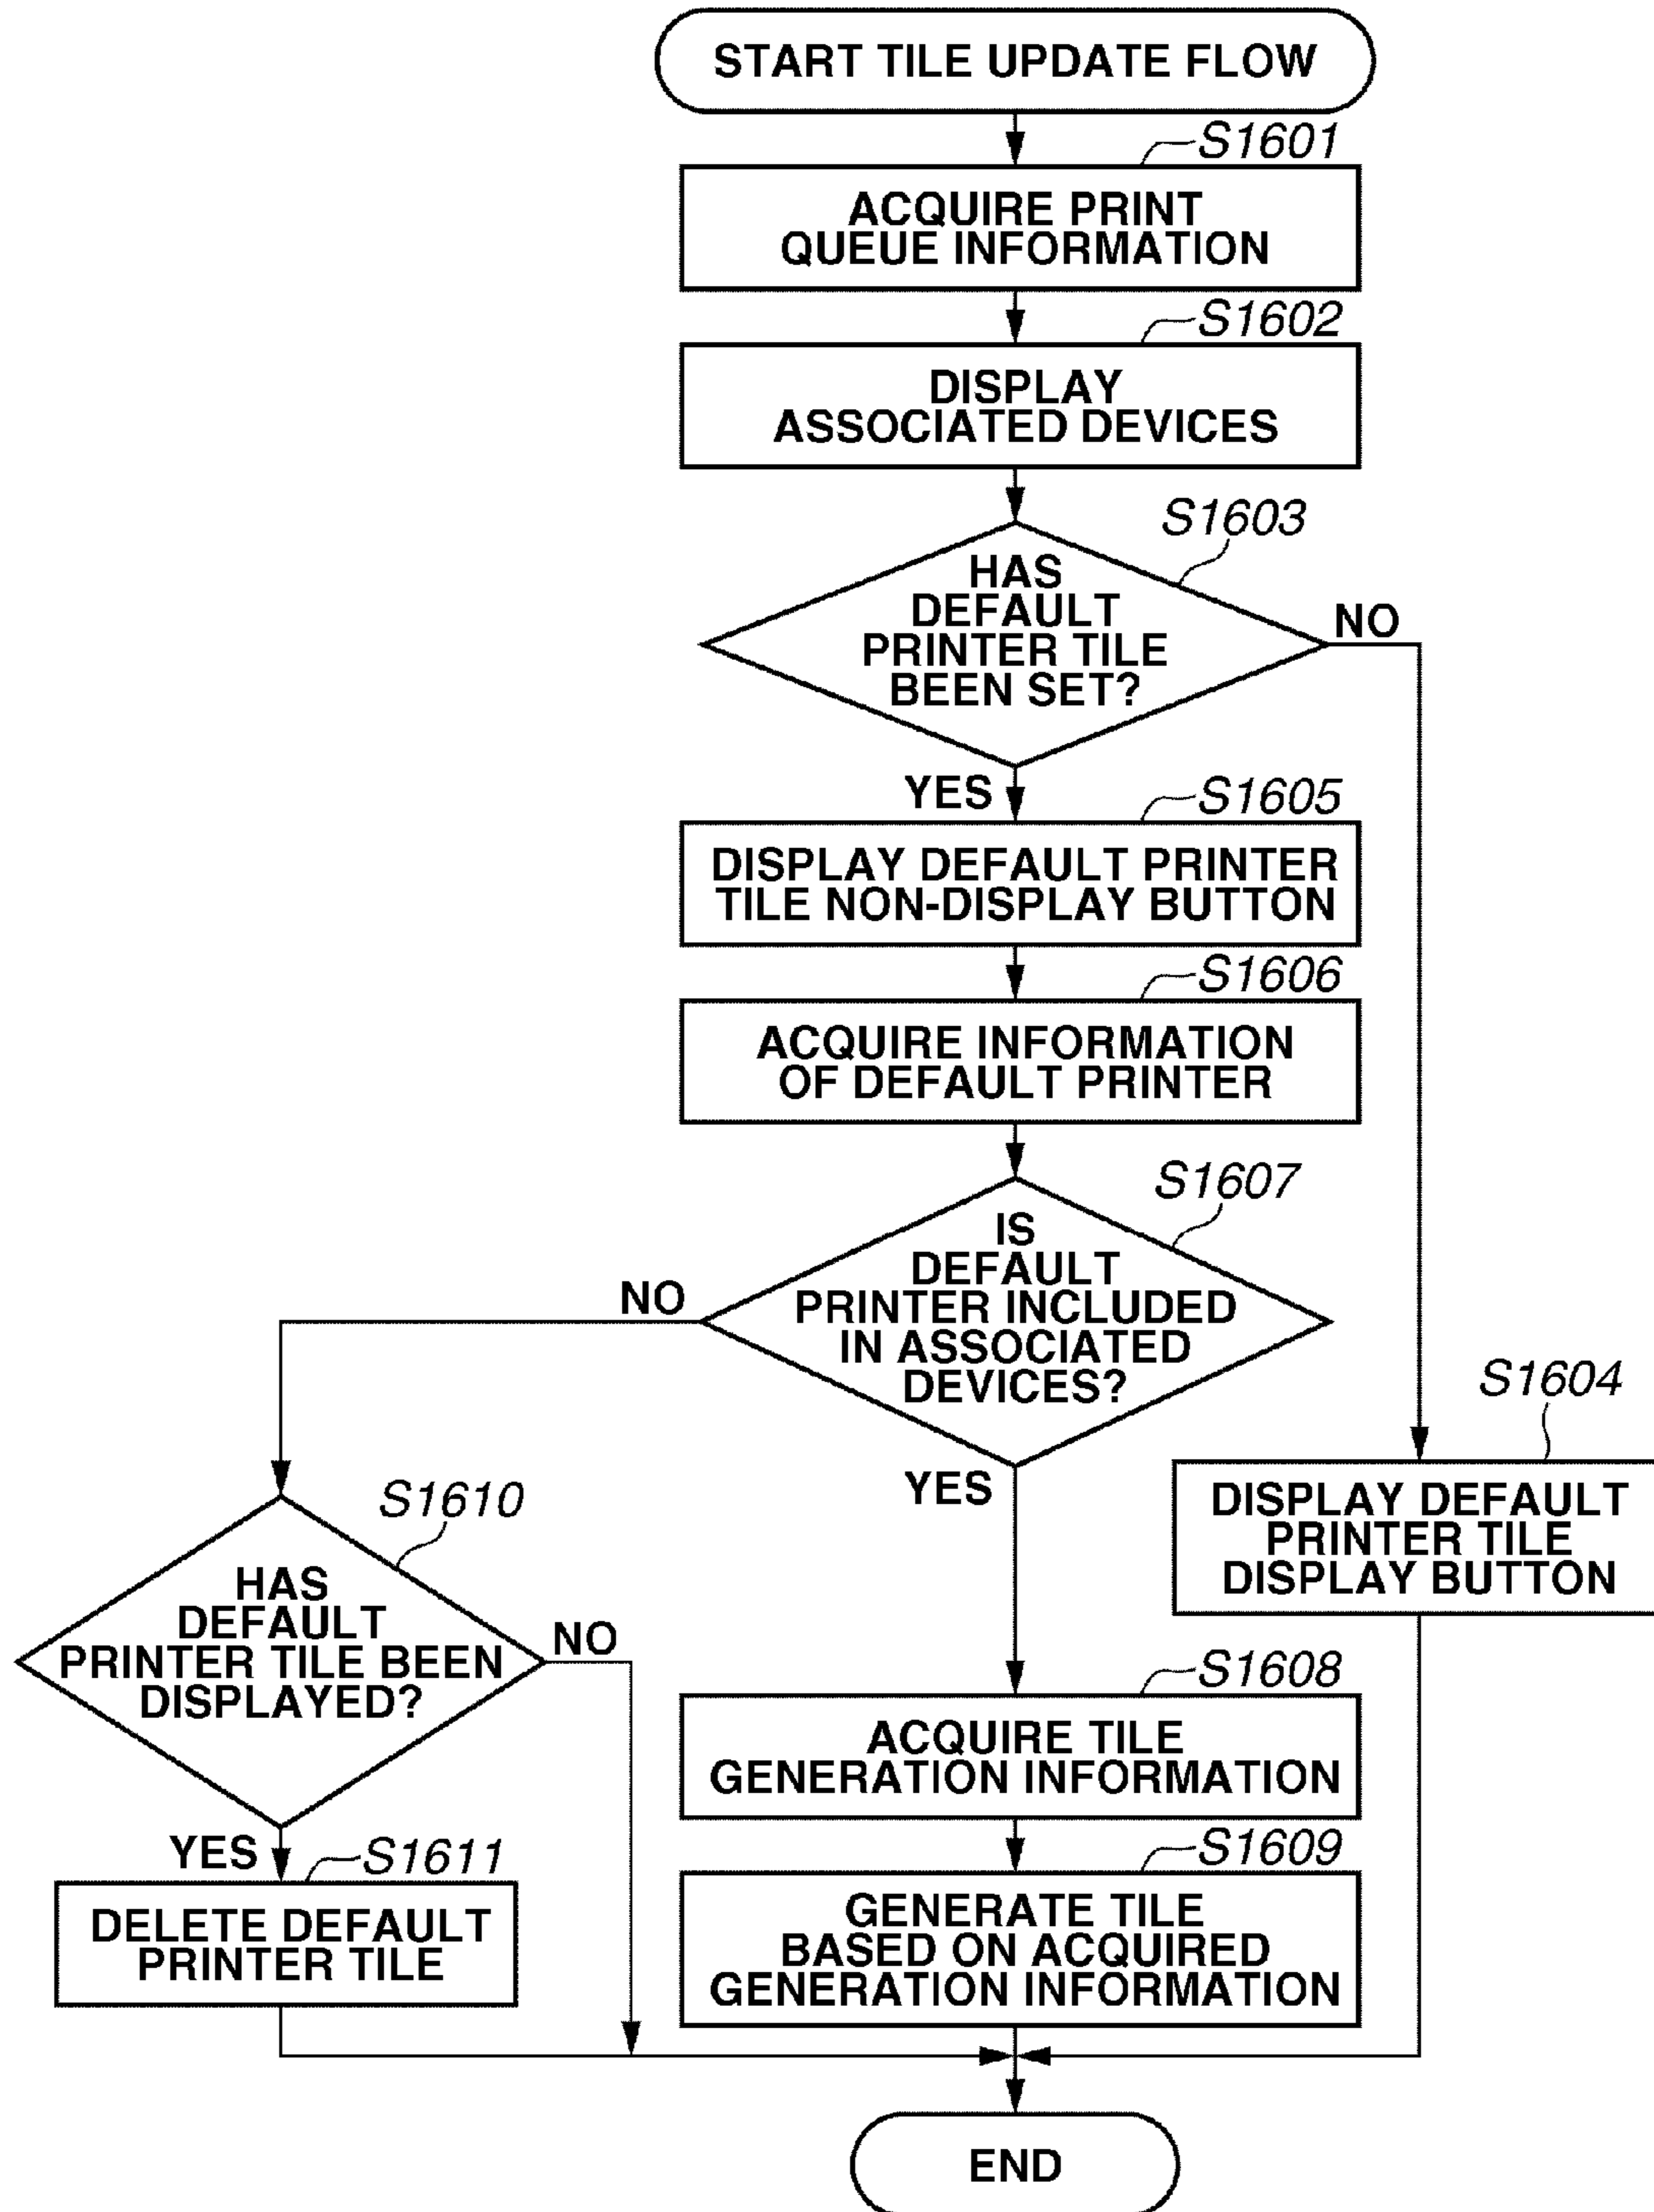 START TILE UPDATE FLOW
S1601
ACQUIRE PRINT
QUEUE INFORMATION
S1602
DISPLAY
ASSOCIATED DEVICES
S1603
HAS
DEFAULT
PRINTER TILE
BEEN SET?
NO
YES
S1605
DISPLAY DEFAULT PRINTER
TILE NON-DISPLAY BUTTON
S1606
ACQUIRE INFORMATION
OF DEFAULT PRINTER
S1607
IS
DEFAULT
PRINTER INCLUDED
IN ASSOCIATED
DEVICES?
NO
YES
S1604
DISPLAY DEFAULT
PRINTER TILE
DISPLAY BUTTON
S1610
HAS
DEFAULT
PRINTER TILE BEEN
DISPLAYED?
NO
YES
S1608
ACQUIRE TILE
GENERATION INFORMATION
S1611
DELETE DEFAULT
PRINTER TILE
S1609
GENERATE TILE
BASED ON ACQUIRED
GENERATION INFORMATION
END